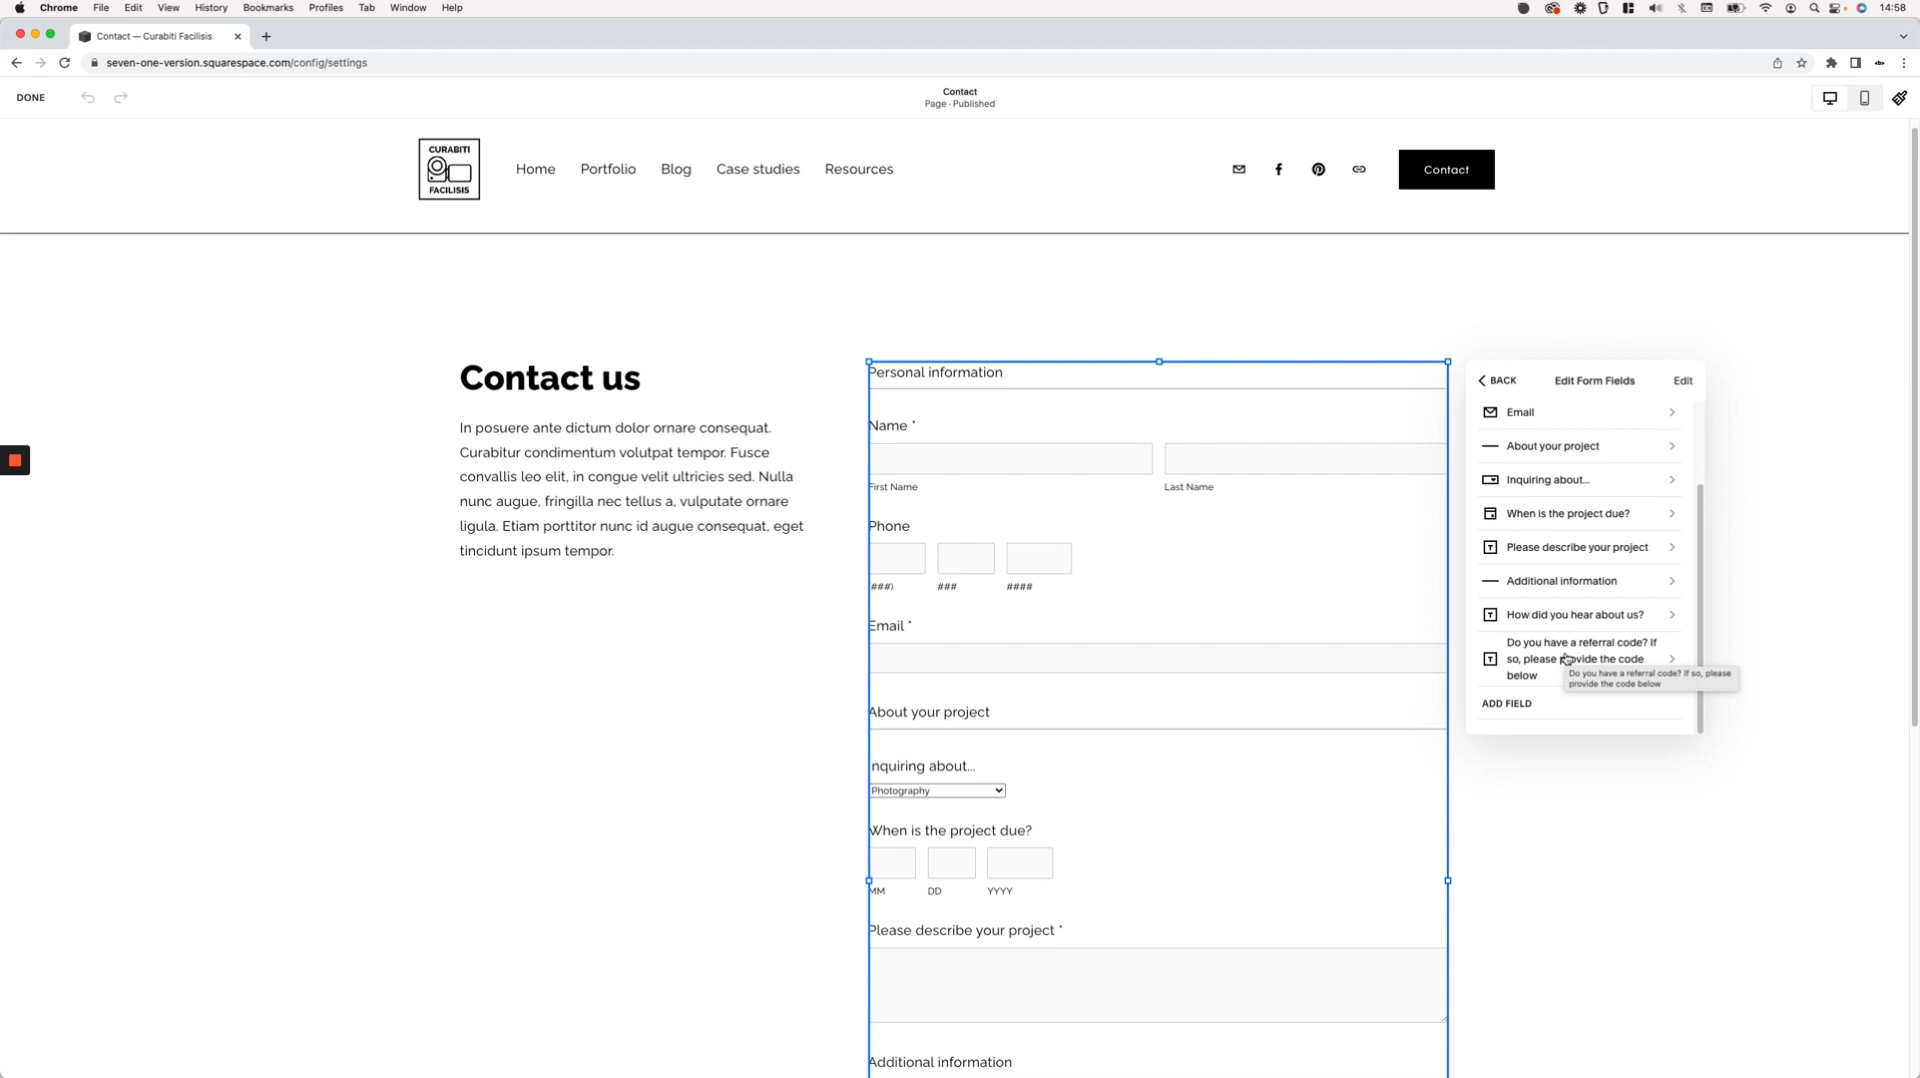 Chrome File Edit View History Bookmarks Profiles Tab Window Help 14:58
Contact — Curabiti Facilisis
seven-one-version.squarespace.com/config/settings
DONE
Contact
Page · Published
CURABITI
FACILISIS
Home Portfolio Blog Case studies Resources
Contact
Contact us
In posuere ante dictum dolor ornare consequat.
Curabitur condimentum volutpat tempor. Fusce
convallis leo elit, in congue velit ultricies sed. Nulla
nunc augue, fringilla nec tellus a, vulputate ornare
ligula. Etiam porttitor nunc id augue consequat, eget
tincidunt ipsum tempor.
Personal information
Name *
First Name Last Name
Phone
###) ### ####
Email *
About your project
Inquiring about...
Photography
When is the project due?
MM DD YYYY
Please describe your project *
Additional information
BACK Edit Form Fields Edit
Email
About your project
Inquiring about...
When is the project due?
Please describe your project
Additional information
How did you hear about us?
Do you have a referral code? If
so, please provide the code
below
Do you have a referral code? If so, please
provide the code below
ADD FIELD